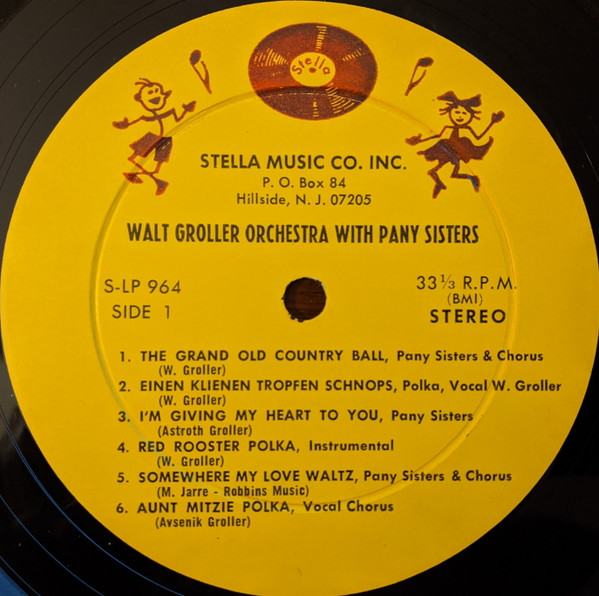 Stella
STELLA MUSIC CO. INC.
P. O. Box 84
Hillside, N. J. 07205
WALT GROLLER ORCHESTRA WITH PANY SISTERS
S-LP 964
SIDE 1
33 1/3 R.P.M.
(BMI)
STEREO
1. THE GRAND OLD COUNTRY BALL, Pany Sisters & Chorus
(W. Groller)
2. EINEN KLIENEN TROPFEN SCHNOPS, Polka, Vocal W. Groller
(W. Groller)
3. I'M GIVING MY HEART TO YOU, Pany Sisters
(Astroth Groller)
4. RED ROOSTER POLKA, Instrumental
(W. Groller)
5. SOMEWHERE MY LOVE WALTZ, Pany Sisters & Chorus
(M. Jarre - Robbins Music)
6. AUNT MITZIE POLKA, Vocal Chorus
(Avsenik Groller)